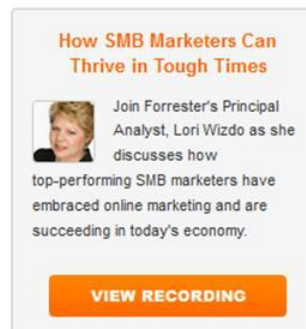 How SMB Marketers Can
Thrive in Tough Times
Join Forrester's Principal
Analyst, Lori Wizdo as she
discusses how
top-performing SMB marketers have
embraced online marketing and are
succeeding in today's economy.
VIEW RECORDING